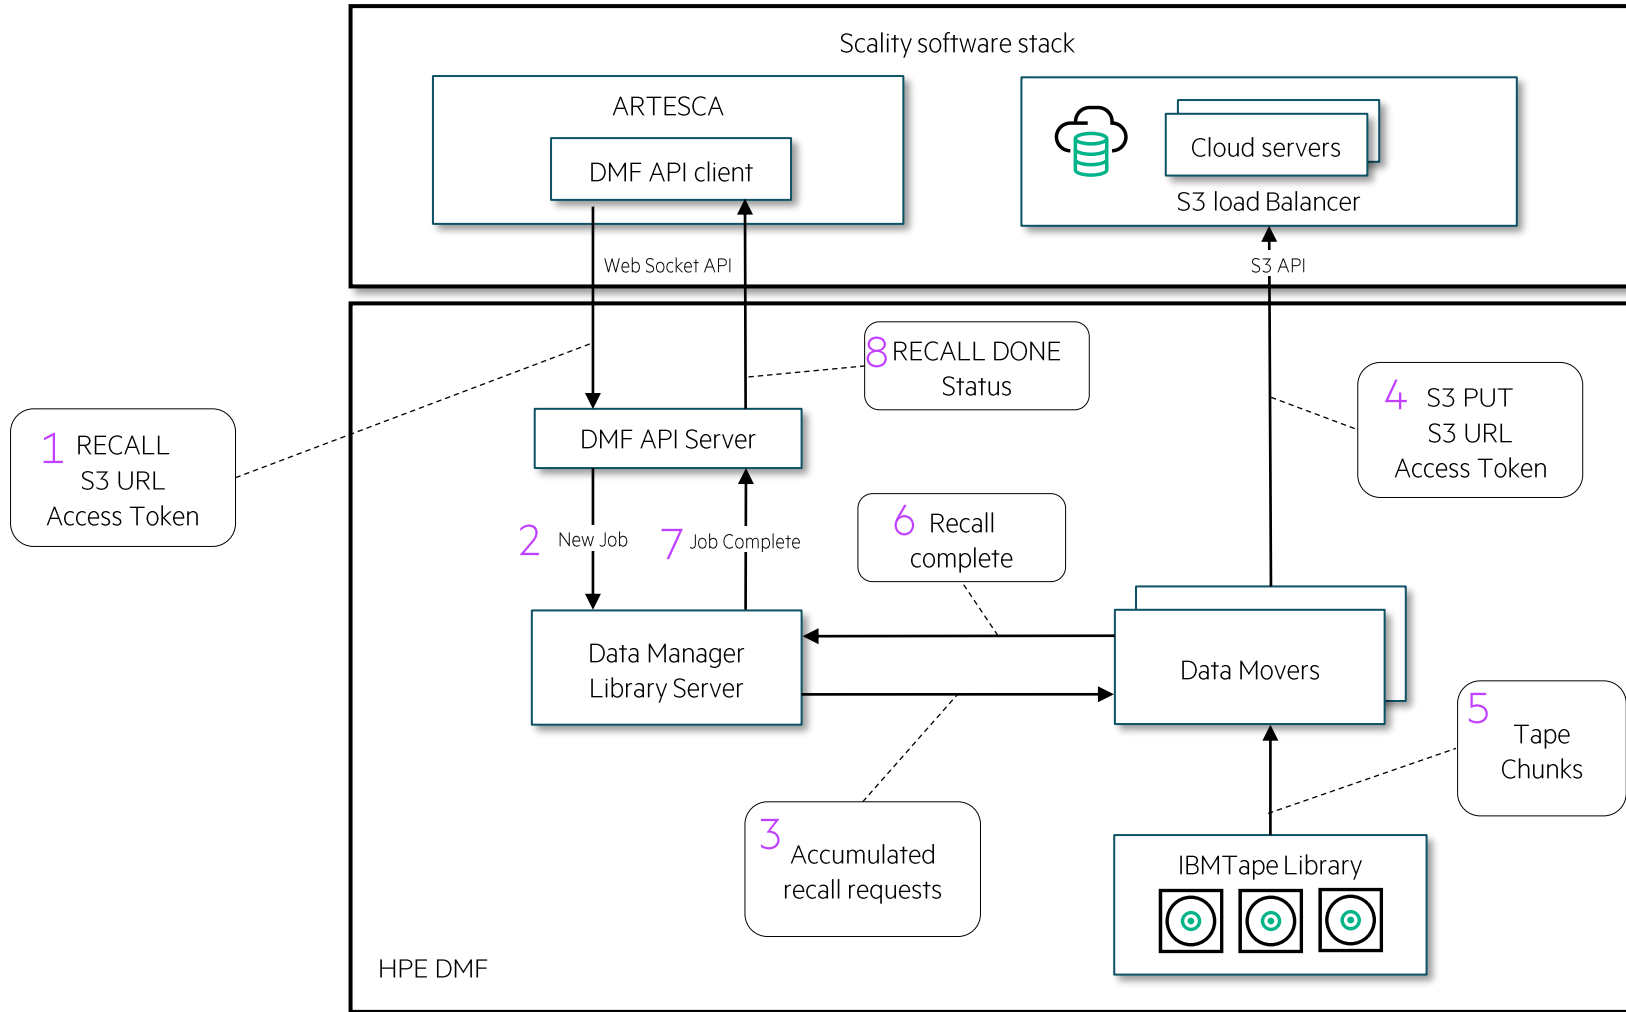 Scality software stack
ARTESCA
DMF API client
Cloud servers
S3 load Balancer
Web Socket API
S3 API
8 RECALL DONE
Status
1 RECALL
S3 URL
Access Token
4 S3 PUT
S3 URL
Access Token
DMF API Server
2 New Job
7 Job Complete
6 Recall
complete
Data Manager
Library Server
Data Movers
5
Tape
Chunks
3
Accumulated
recall requests
IBMTape Library
HPE DMF